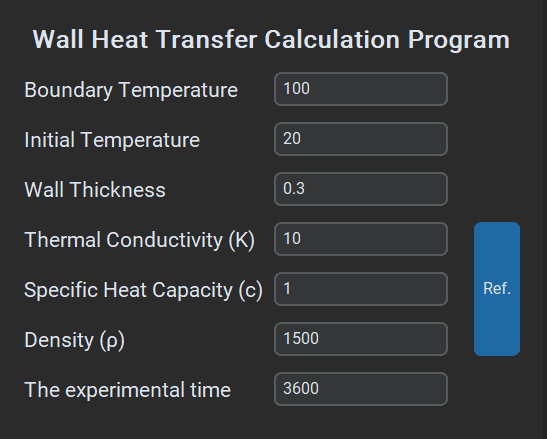 Wall Heat Transfer Calculation Program
Boundary Temperature 100
Initial Temperature 20
Wall Thickness 0.3
Thermal Conductivity (K) 10
Specific Heat Capacity (c) 1 Ref.
Density (ρ) 1500
The experimental time 3600